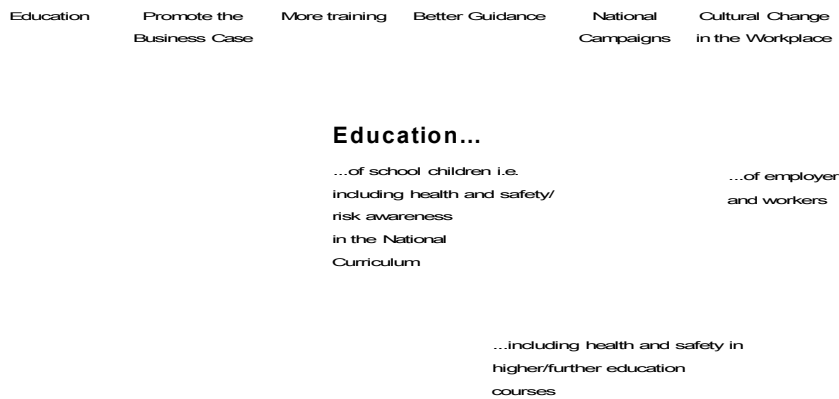 Education
Promote the
Business Case
More training
Better Guidance
National
Campaigns
Cultural Change
in the Workplace
Education...
...of school children i.e.
including health and safety/
risk awareness
in the National
Curriculum
...of employer
and workers
...including health and safety in
higher/further education
courses